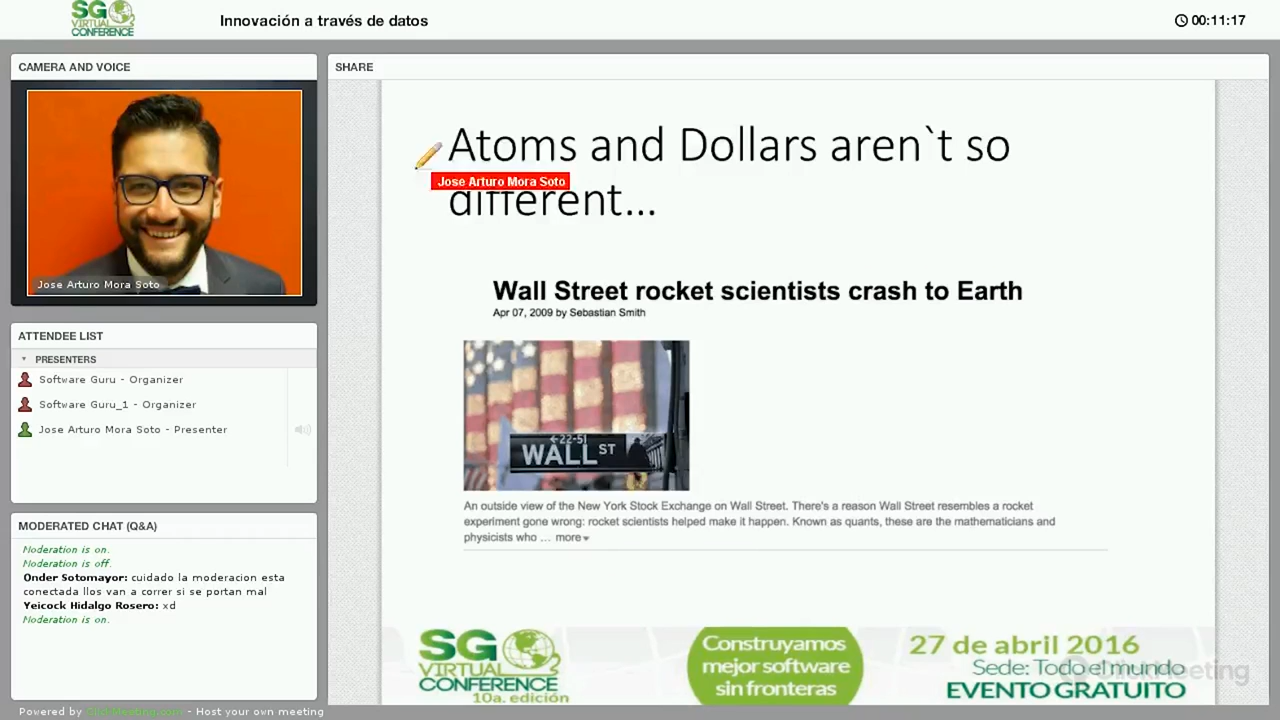 SG
VIRTUAL
CONFERENCE
Innovación a través de datos
00:11:17
CAMERA AND VOICE
Jose Arturo Mora Soto
ATTENDEE LIST
PRESENTERS
Software Guru - Organizer
Software Guru_1 - Organizer
Jose Arturo Mora Soto - Presenter
MODERATED CHAT (Q&A)
Moderation is on.
Moderation is off.
Onder Sotomayor: cuidado la moderacion esta
conectada llos van a correr si se portan mal
Yeicock Hidalgo Rosero: xd
Moderation is on.
Powered by ClickMeeting.com - Host your own meeting
SHARE
Atoms and Dollars aren`t so
Jose Arturo Mora Soto
different...
Wall Street rocket scientists crash to Earth
Apr 07, 2009 by Sebastian Smith
←22-51
WALL ST
An outside view of the New York Stock Exchange on Wall Street. There's a reason Wall Street resembles a rocket
experiment gone wrong: rocket scientists helped make it happen. Known as quants, these are the mathematicians and
physicists who ... more
SG
VIRTUAL
CONFERENCE
10a. edición
Construyamos
mejor software
sin fronteras
27 de abril 2016
Sede: Todo el mundo
EVENTO GRATUITO
ClickMeeting